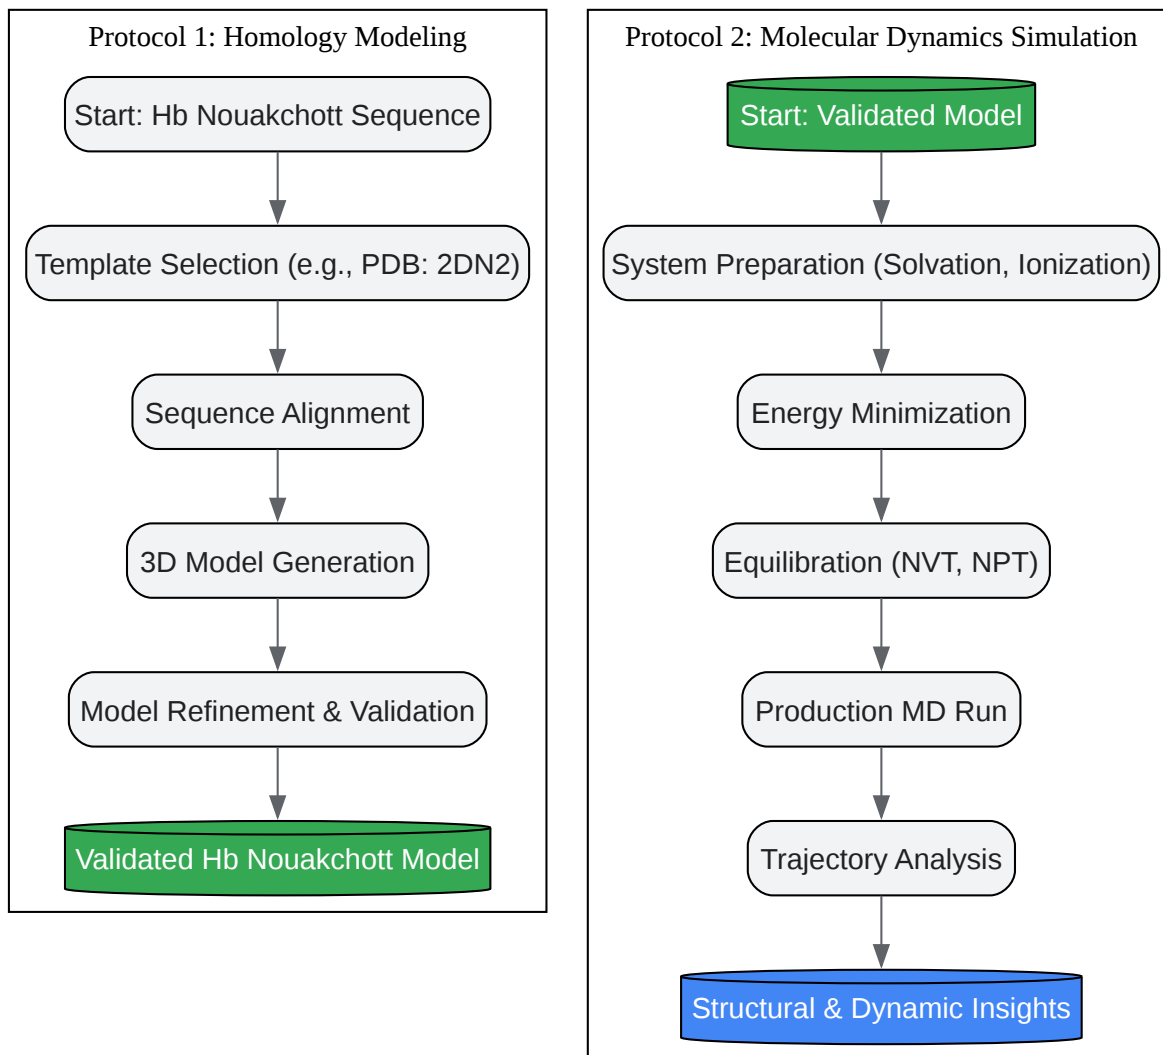 Protocol 1: Homology Modeling
Start: Hb Nouakchott Sequence
Template Selection (e.g., PDB: 2DN2)
Sequence Alignment
3D Model Generation
Model Refinement & Validation
Validated Hb Nouakchott Model
Protocol 2: Molecular Dynamics Simulation
Start: Validated Model
System Preparation (Solvation, Ionization)
Energy Minimization
Equilibration (NVT, NPT)
Production MD Run
Trajectory Analysis
Structural & Dynamic Insights